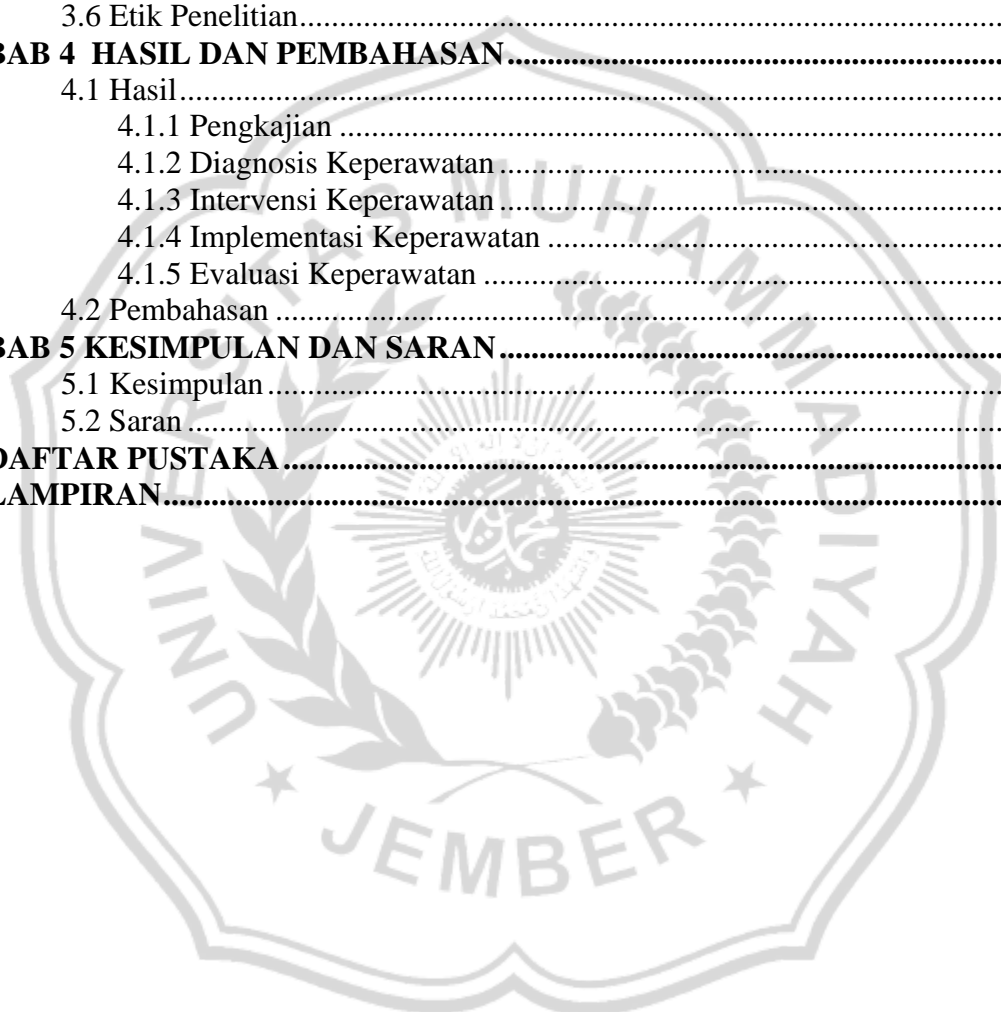 3.6 Etik Penelitian........................................................................
BAB 4  HASIL DAN PEMBAHASAN........................................................
4.1 Hasil........................................................................................
4.1.1 Pengkajian ........................................................................
4.1.2 Diagnosis Keperawatan ........................................................
4.1.3 Intervensi Keperawatan ........................................................
4.1.4 Implementasi Keperawatan ..................................................
4.1.5 Evaluasi Keperawatan ........................................................
4.2 Pembahasan ........................................................................
BAB 5 KESIMPULAN DAN SARAN........................................................
5.1 Kesimpulan ........................................................................
5.2 Saran ........................................................................
DAFTAR PUSTAKA ........................................................................
LAMPIRAN........................................................................
UNIVERSITAS MUHAMMADIYAH
JEMBER